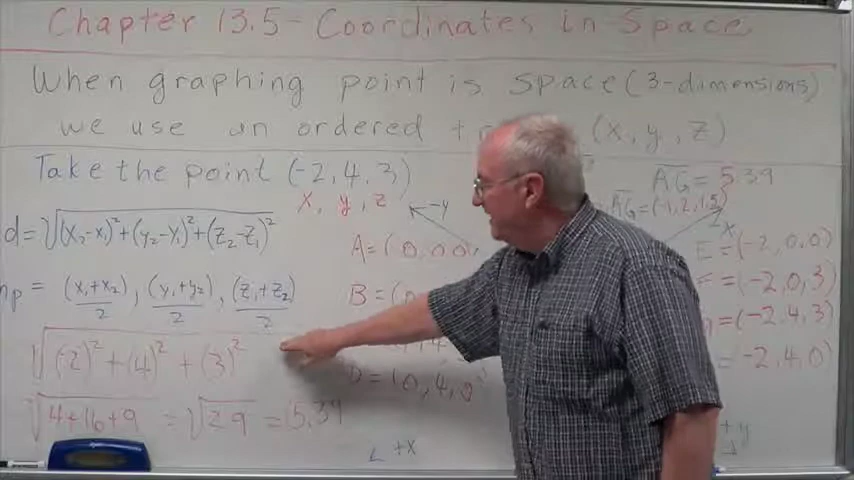 Chapter 13.5 - Coordinates in Space
When graphing point is space (3-dimensions)
we use an ordered (x, y, z)
Take the point (-2, 4, 3)
x, y, z
d = √(x₂-x₁)²+(y₂-y₁)²+(z₂-z₁)²
mp = (x₁+x₂)/2, (y₁+y₂)/2, (z₁+z₂)/2
√(-2)²+(4)²+(3)²
√4+16+9 = √29 = 5.39
-y
A = (0,0,0)
B = (0
D = (0,4,0)
+x
AG = 5.39
AG = (-1,2,1.5)
-x
E = (-2,0,0)
= (-2,0,3)
= (-2,4,3)
= -2,4,0)
+y